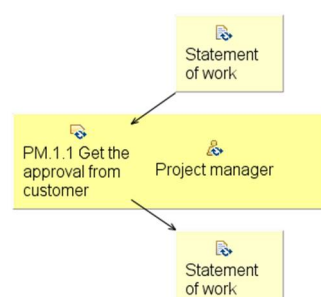 Statement
of work
PM.1.1 Get the
approval from
customer
Project manager
Statement
of work